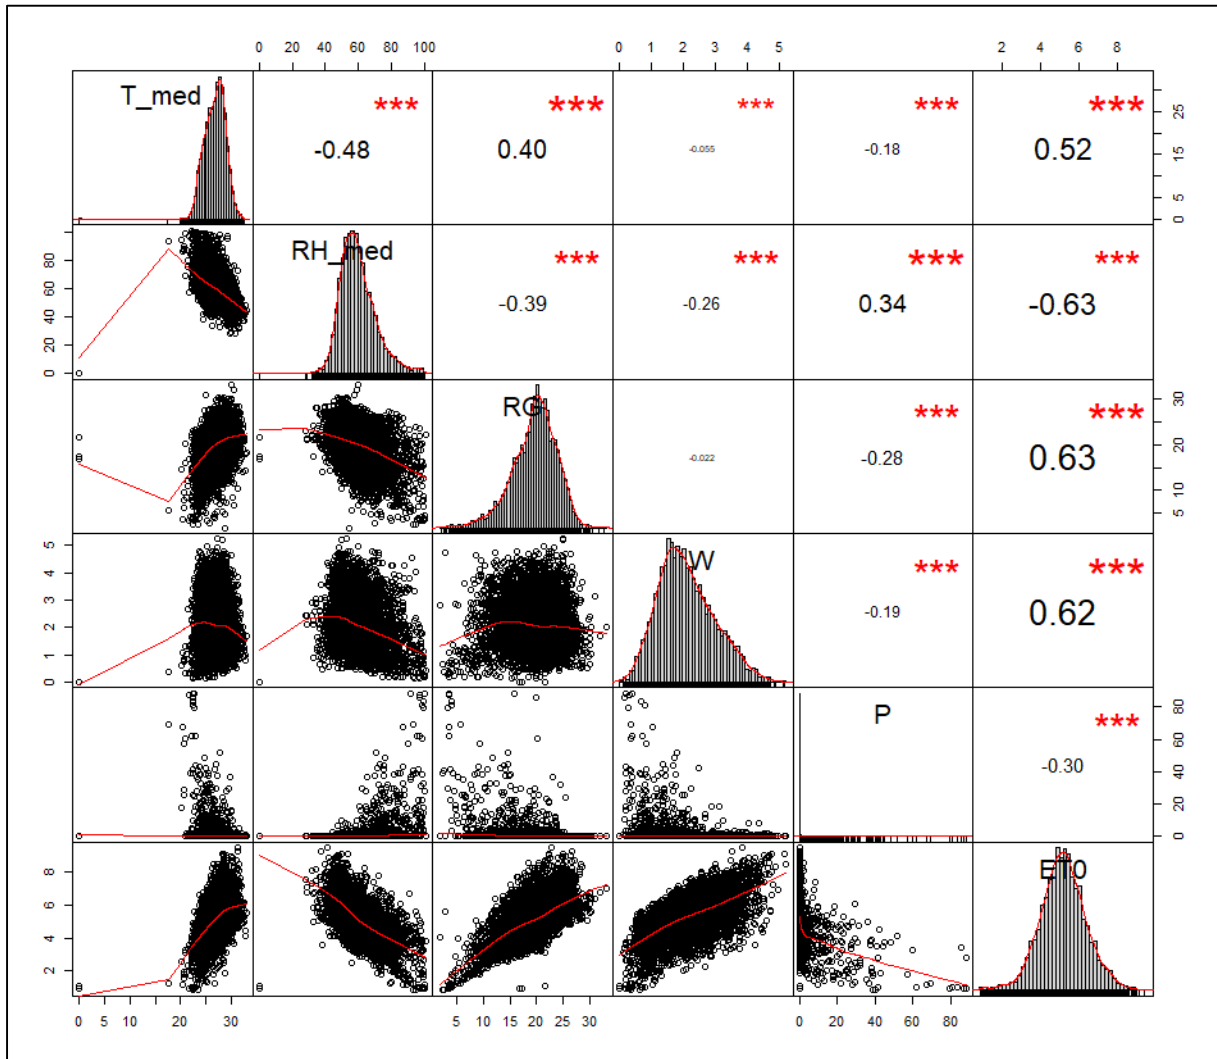 0 20 40 60 80 100 0 1 2 3 4 5 2 4 6 8
T_med *** *** *** *** ***
-0.48 0.40 -0.055 -0.18 0.52
0 5 15 25
RH_med *** *** *** ***
-0.39 -0.26 0.34 -0.63
0 20 40 60 80
RG *** ***
-0.022 -0.28 0.63
5 10 20 30
W *** ***
-0.19 0.62
0 1 2 3 4 5
P ***
-0.30
0 20 40 60 80
ET0
2 4 6 8
0 5 10 20 30 5 10 15 20 25 30 0 20 40 60 80